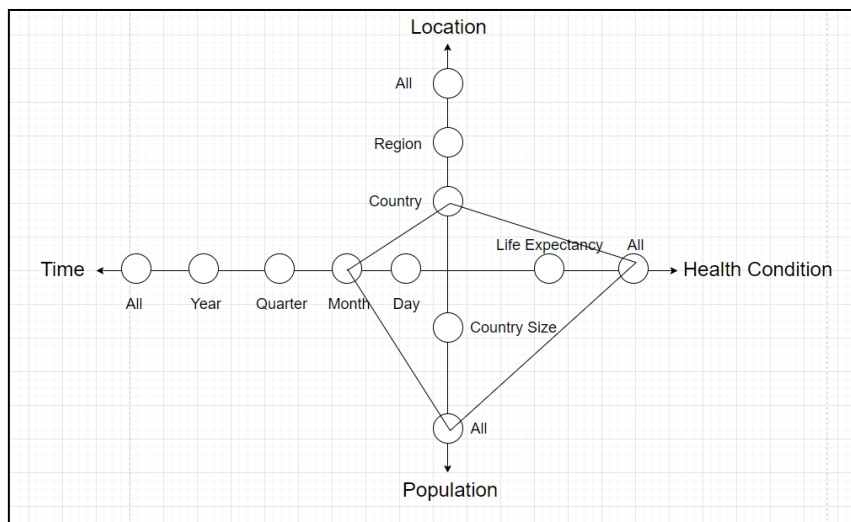 Location
All
Region
Country
Life Expectancy
All
Time
Health Condition
All
Year
Quarter
Month
Day
Country Size
All
Population